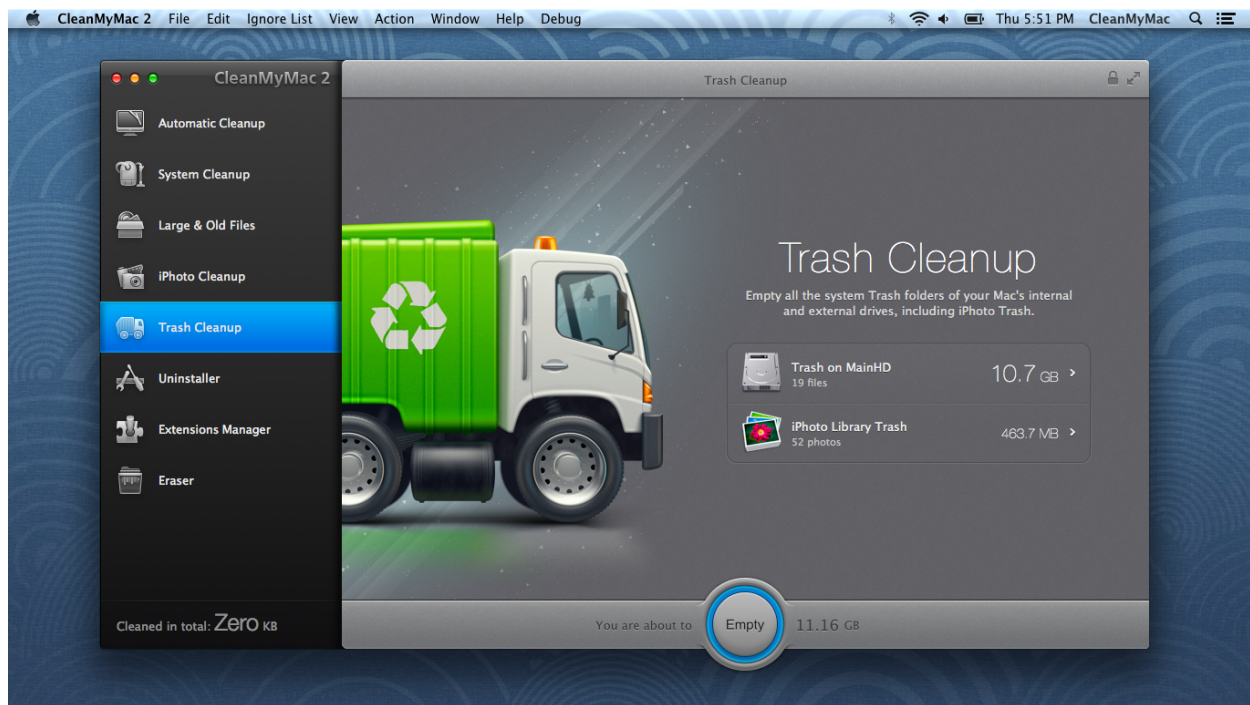 CleanMyMac 2 File Edit Ignore List View Action Window Help Debug Thu 5:51 PM CleanMyMac
CleanMyMac 2
Trash Cleanup
Automatic Cleanup
System Cleanup
Large & Old Files
iPhoto Cleanup
Trash Cleanup
Uninstaller
Extensions Manager
Eraser
Cleaned in total: Zero KB
Trash Cleanup
Empty all the system Trash folders of your Mac's internal
and external drives, including iPhoto Trash.
Trash on MainHD
19 files
10.7 GB
iPhoto Library Trash
52 photos
463.7 MB
You are about to Empty 11.16 GB